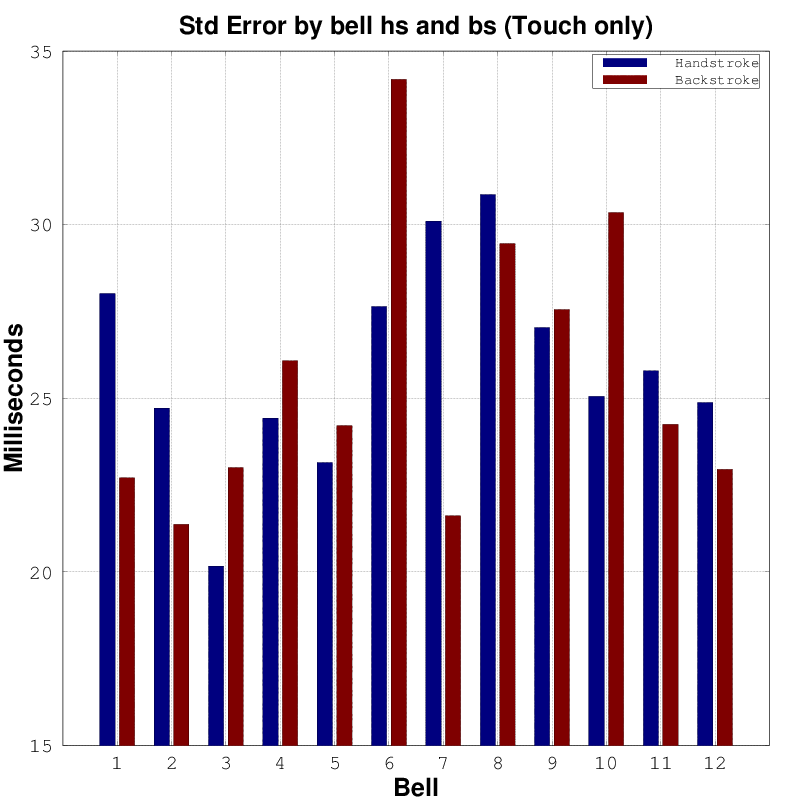 Std Error by bell hs and bs (Touch only)
Handstroke
Backstroke
35
30
25
20
15
Milliseconds
1 2 3 4 5 6 7 8 9 10 11 12
Bell